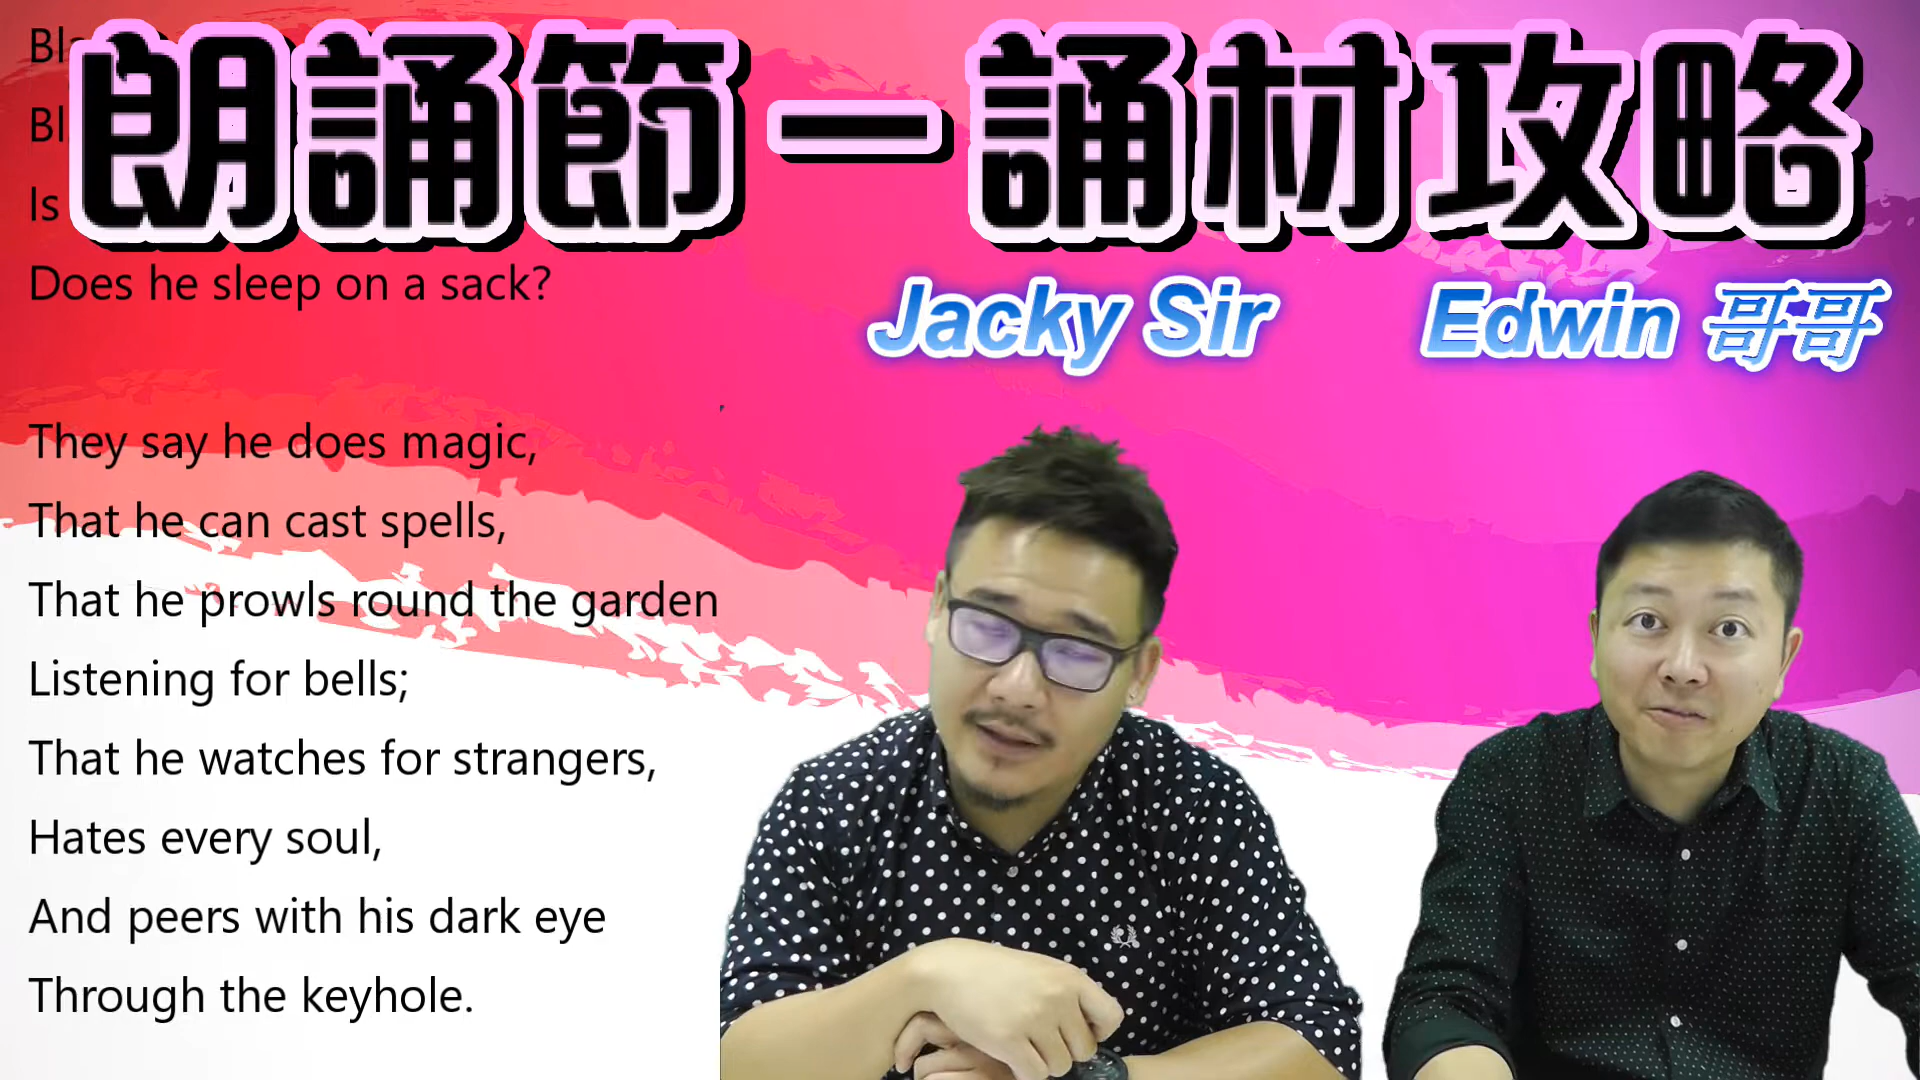 朗誦節一誦材攻略
Is
Does he sleep on a sack?
Jacky Sir
Edwin 哥哥
They say he does magic,
That he can cast spells,
That he prowls round the garden
Listening for bells;
That he watches for strangers,
Hates every soul,
And peers with his dark eye
Through the keyhole.